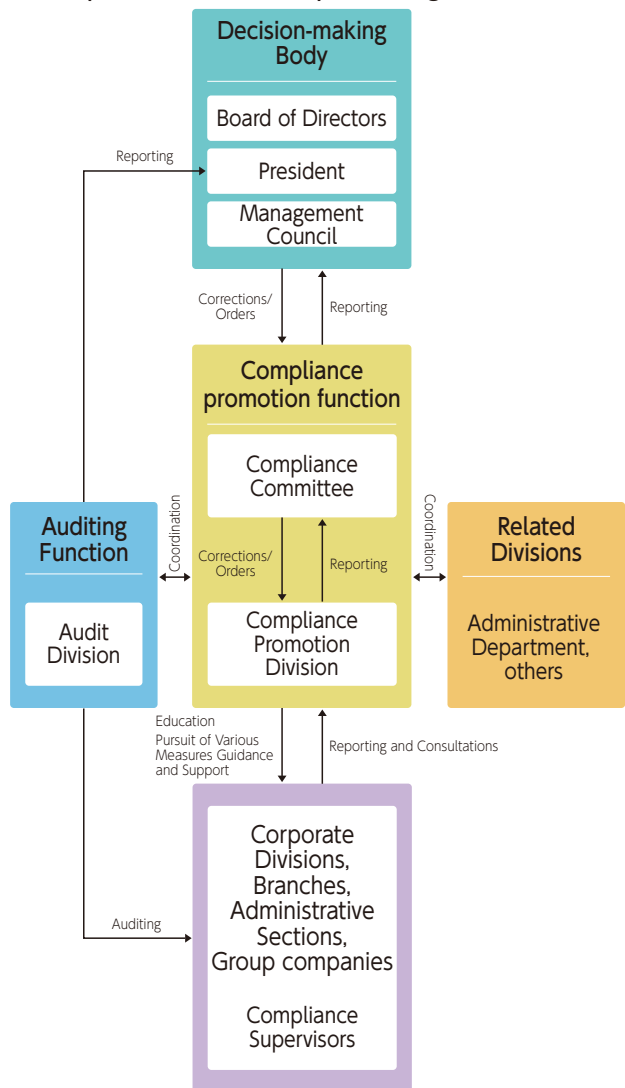 Decision-making
Body
Board of Directors
Reporting
President
Management
Council
Corrections/
Orders
Reporting
Compliance
promotion function
Compliance
Committee
Auditing
Function
Coordination
Corrections/
Orders
Reporting
Coordination
Related
Divisions
Audit
Division
Compliance
Promotion
Division
Administrative
Department,
others
Education
Pursuit of Various
Measures Guidance
and Support
Reporting and Consultations
Corporate
Divisions,
Branches,
Administrative
Sections,
Group companies
Auditing
Compliance
Supervisors